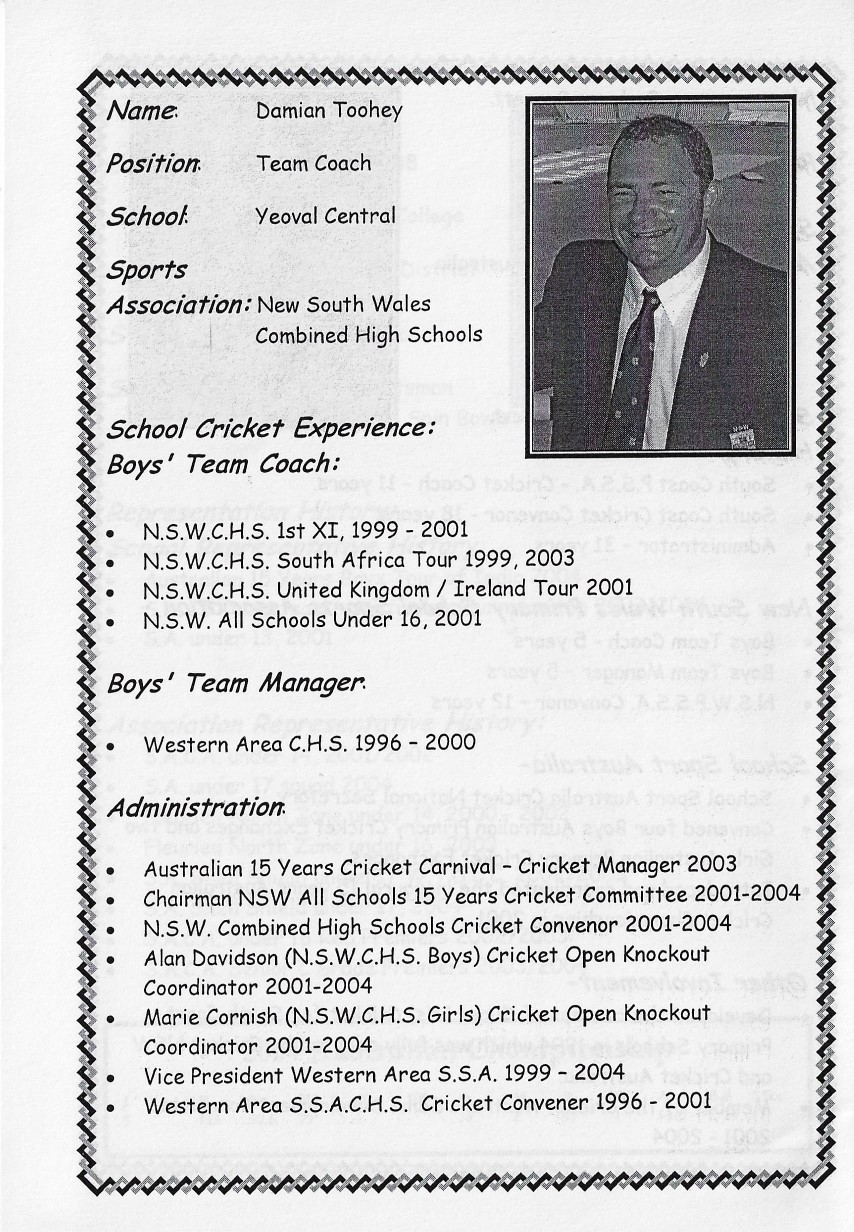 Name: Damian Toohey
Position: Team Coach
School: Yeoval Central
Sports
Association: New South Wales
Combined High Schools
NSW
School Cricket Experience:
Boys' Team Coach:
• N.S.W.C.H.S. 1st XI, 1999 - 2001
• N.S.W.C.H.S. South Africa Tour 1999, 2003
• N.S.W.C.H.S. United Kingdom / Ireland Tour 2001
• N.S.W. All Schools Under 16, 2001
Boys' Team Manager:
• Western Area C.H.S. 1996 – 2000
Administration:
• Australian 15 Years Cricket Carnival – Cricket Manager 2003
• Chairman NSW All Schools 15 Years Cricket Committee 2001-2004
• N.S.W. Combined High Schools Cricket Convenor 2001-2004
• Alan Davidson (N.S.W.C.H.S. Boys) Cricket Open Knockout
Coordinator 2001-2004
• Marie Cornish (N.S.W.C.H.S. Girls) Cricket Open Knockout
Coordinator 2001-2004
• Vice President Western Area S.S.A. 1999 – 2004
• Western Area S.S.A.C.H.S. Cricket Convener 1996 - 2001